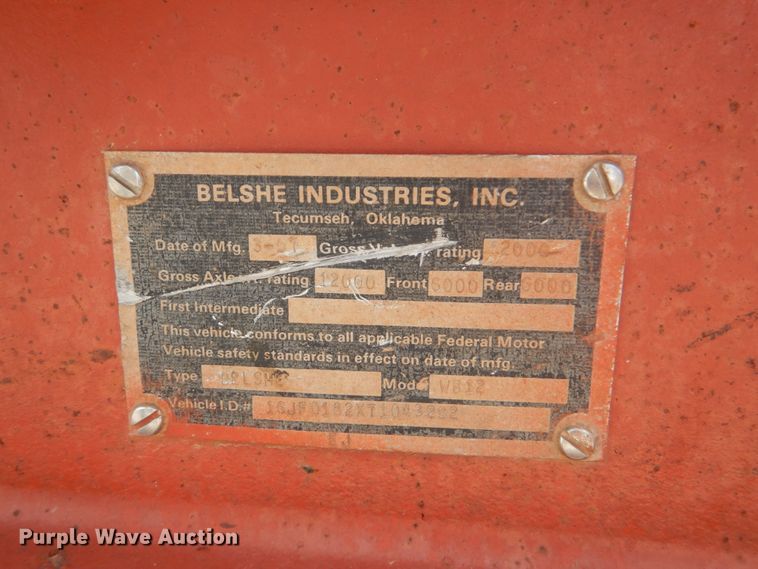 BELSHE INDUSTRIES, INC.
Tecumseh, Oklahoma
Date of Mfg. Gross rating
Gross Axle rating 12000 Front 6000 Rear 6000
First Intermediate
This vehicle conforms to all applicable Federal Motor
Vehicle safety standards in effect on date of mfg.
Type Model
Vehicle I.D.#
Purple Wave Auction